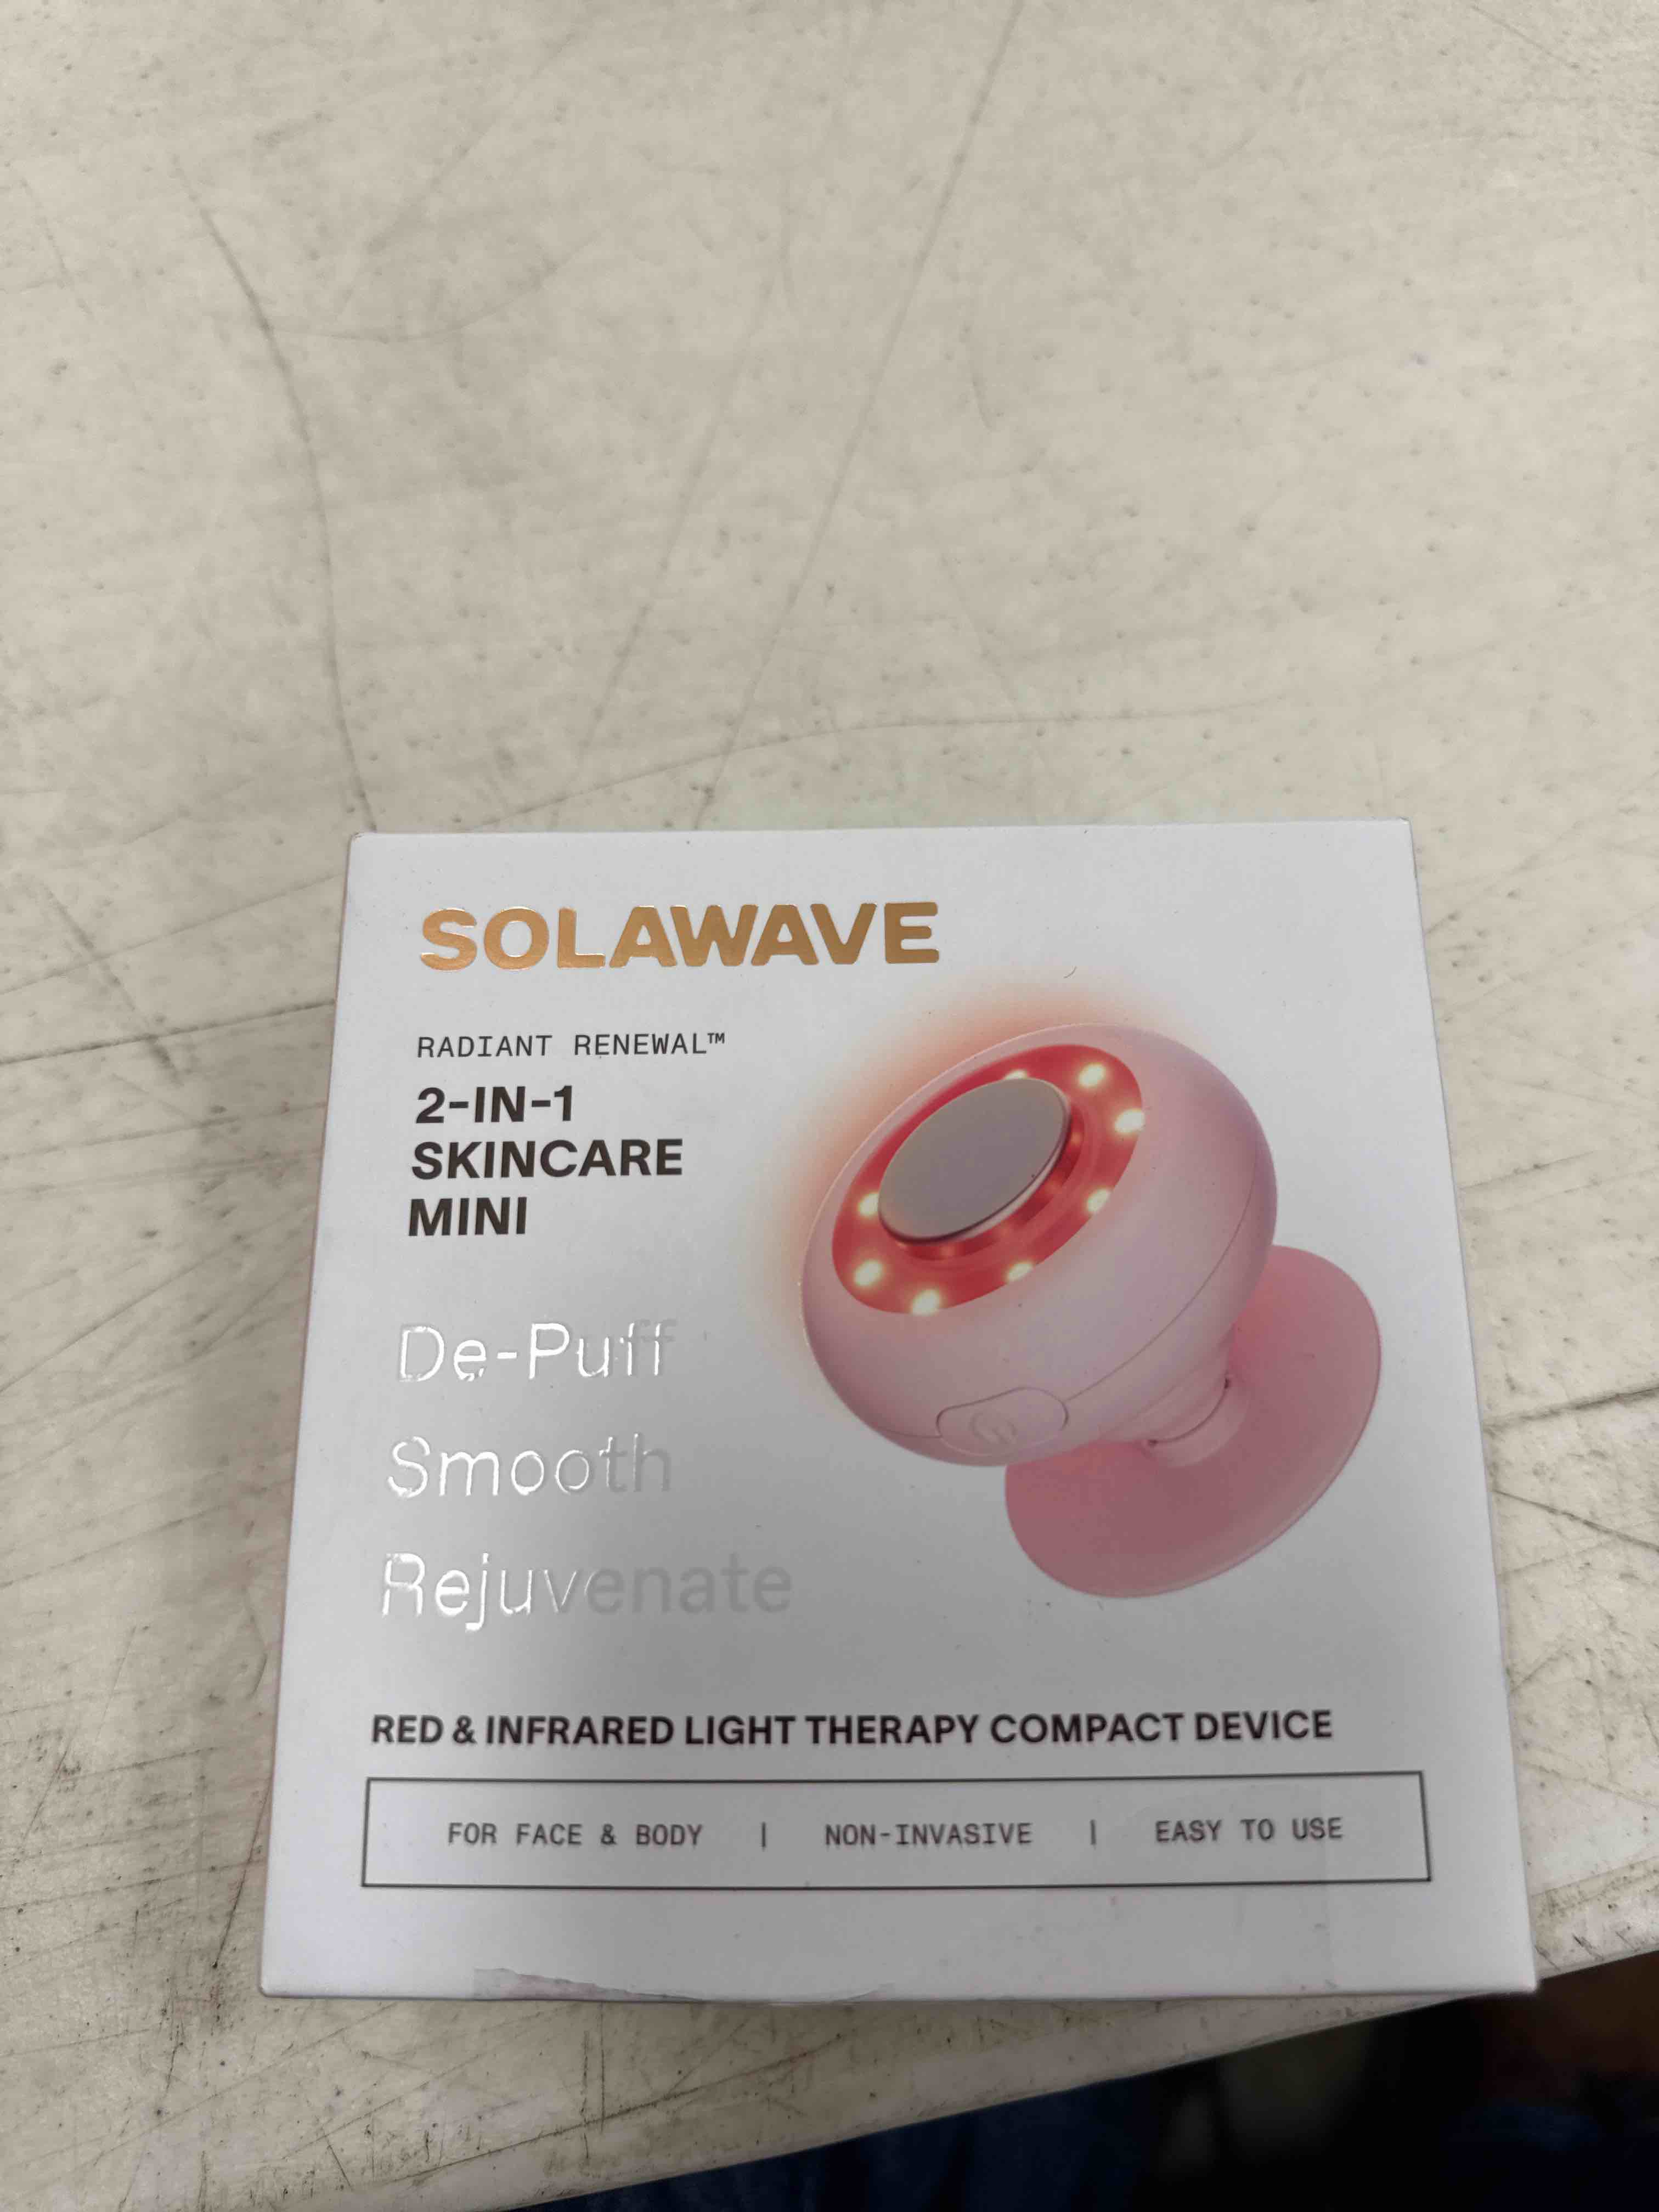 SOLAWAVE
RADIANT RENEWAL™
2-IN-1
SKINCARE
MINI
De-Puff
Smooth
Rejuvenate
RED & INFRARED LIGHT THERAPY COMPACT DEVICE
FOR FACE & BODY | NON-INVASIVE | EASY TO USE